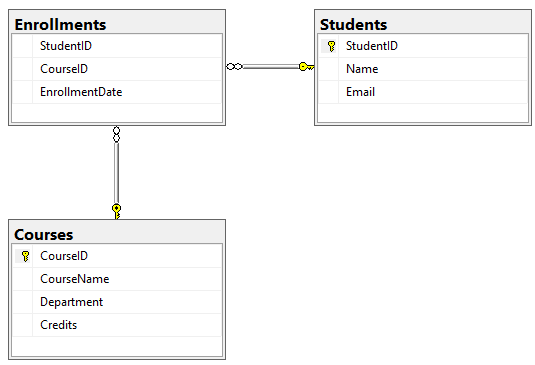 Enrollments
StudentID
CourseID
EnrollmentDate
Students
StudentID
Name
Email
Courses
CourseID
CourseName
Department
Credits